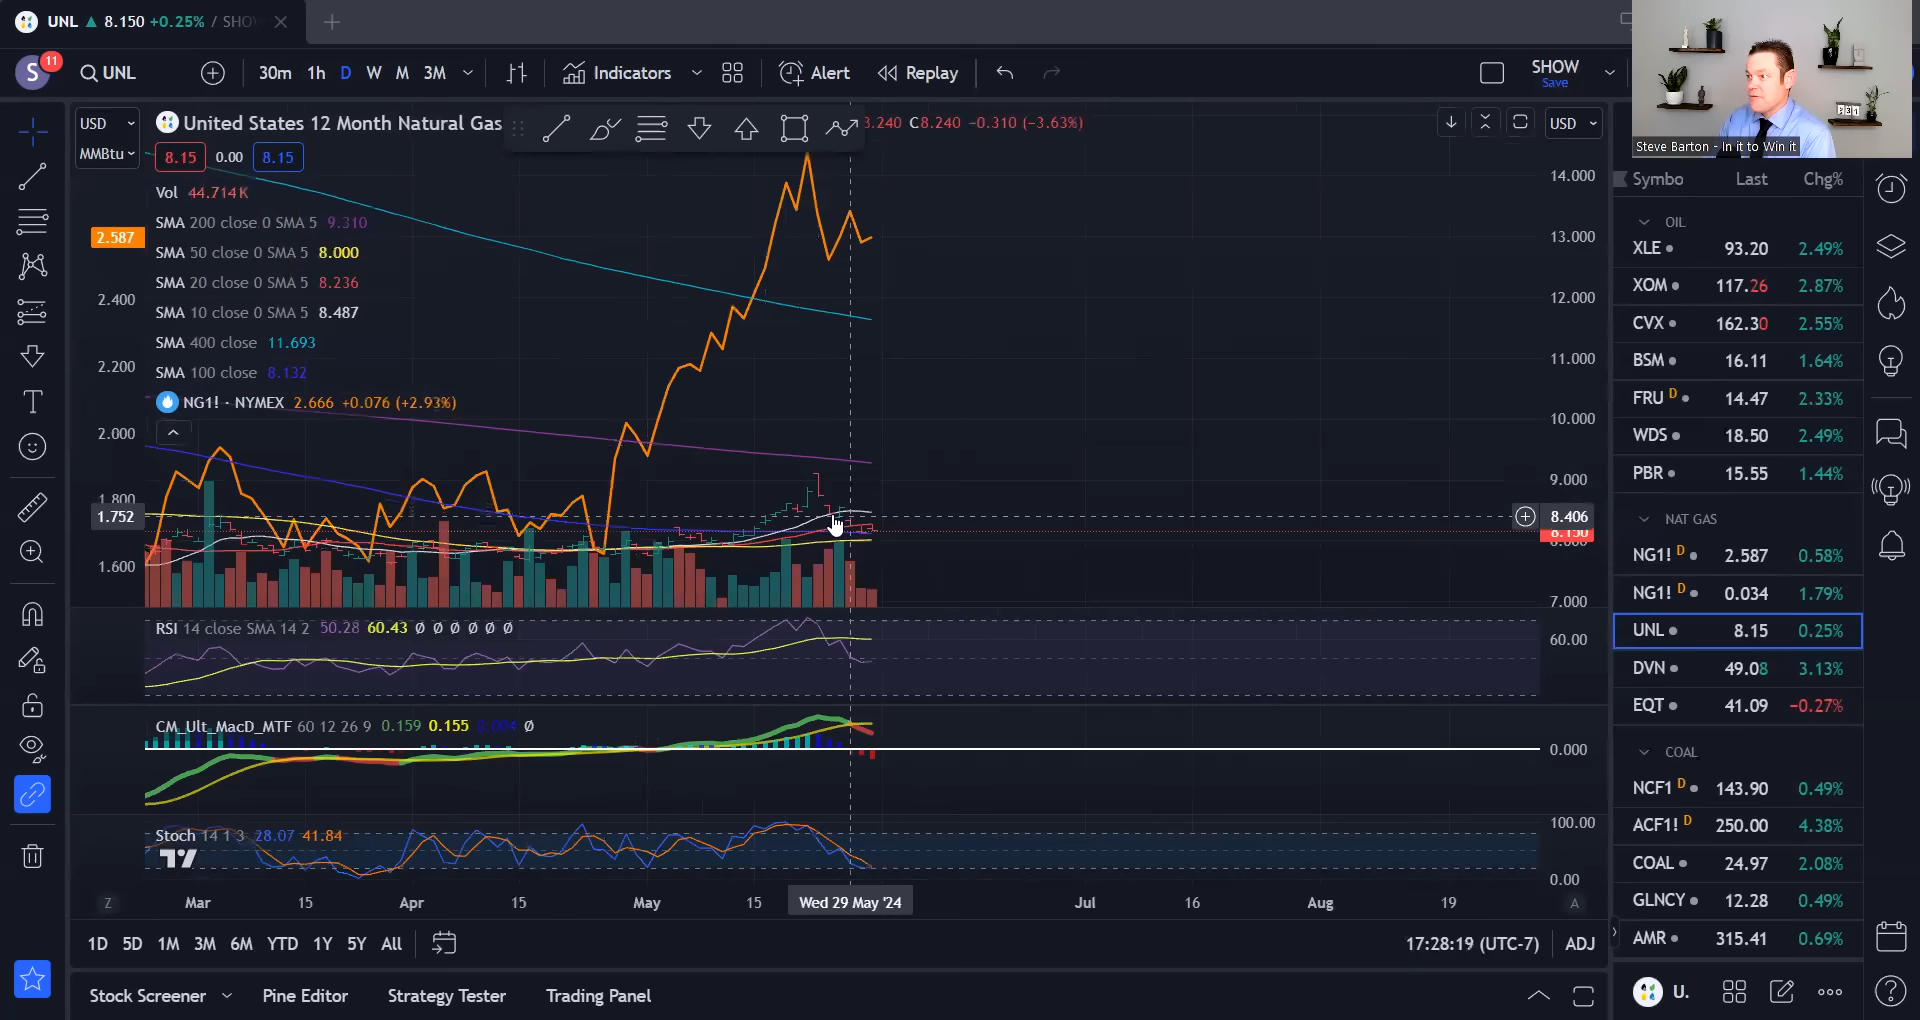 UNL ▲ 8.150 +0.25% / SHO
UNL
30m 1h D W M 3M
Indicators
Alert
Replay
SHOW
Save
S
11
USD
MMBtu
United States 12 Month Natural Gas
3.240 C8.240 −0.310 (−3.63%)
USD
8.15 0.00 8.15
Vol 44.714K
SMA 200 close 0 SMA 5 9.310
SMA 50 close 0 SMA 5 8.000
SMA 20 close 0 SMA 5 8.236
SMA 10 close 0 SMA 5 8.487
SMA 400 close 11.693
SMA 100 close 8.132
NG1! · NYMEX 2.666 +0.076 (+2.93%)
2.587
2.400
2.200
2.000
1.800
1.752
1.600
14.000
13.000
12.000
11.000
10.000
9.000
8.406
8.150
8.000
7.000
RSI 14 close SMA 14 2 50.28 60.43 Ø Ø Ø Ø Ø Ø
60.00
CM_Ult_MacD_MTF 60 12 26 9 0.159 0.155 0.004 Ø
0.000
Stoch 14 1 3 28.07 41.84
100.00
0.00
Z Mar 15 Apr 15 May 15 Wed 29 May '24 Jul 16 Aug 19 A
1D 5D 1M 3M 6M YTD 1Y 5Y All
17:28:19 (UTC-7) ADJ
Stock Screener Pine Editor Strategy Tester Trading Panel
Steve Barton - In it to Win it
Symbo Last Chg%
OIL
XLE 93.20 2.49%
XOM 117.26 2.87%
CVX 162.30 2.55%
BSM 16.11 1.64%
FRU D 14.47 2.33%
WDS 18.50 2.49%
PBR 15.55 1.44%
NAT GAS
NG1! D 2.587 0.58%
NG1! D 0.034 1.79%
UNL 8.15 0.25%
DVN 49.08 3.13%
EQT 41.09 −0.27%
COAL
NCF1 D 143.90 0.49%
ACF1! D 250.00 4.38%
COAL 24.97 2.08%
GLNCY 12.28 0.49%
AMR 315.41 0.69%
U.